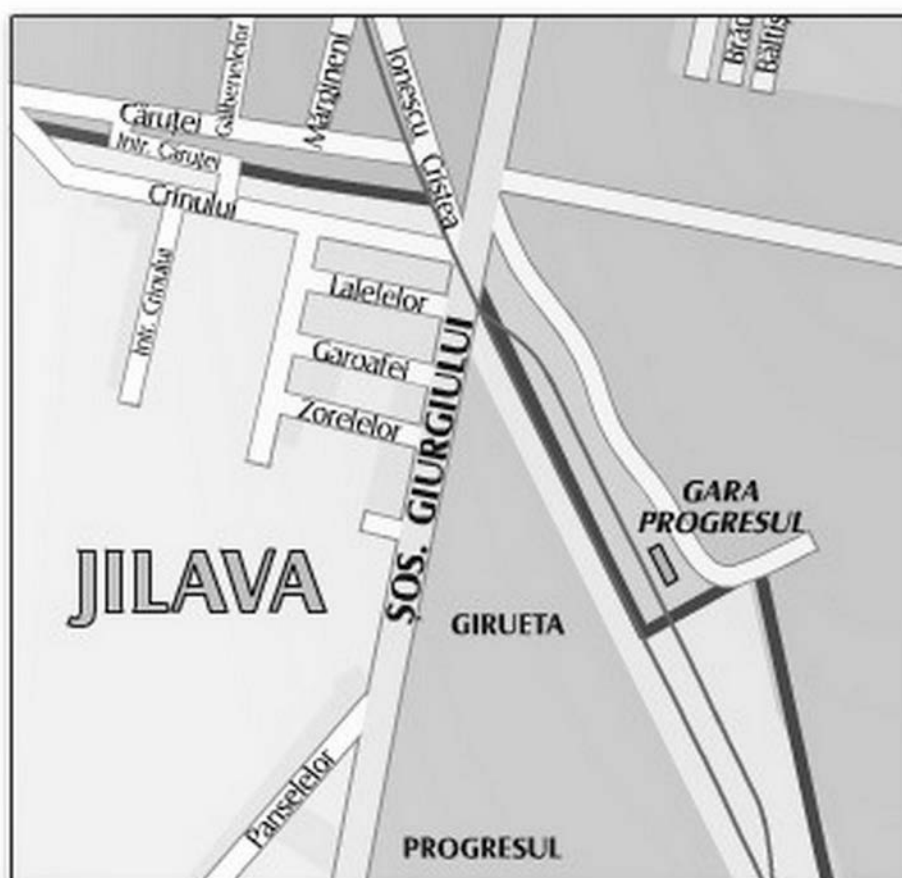 Gălbenelelor
Mărgineni
Ionescu Cristea
Căruței
Intr. Căruței
Crinului
Intr. Crinului
Lalelelor
Garoafei
Zorelelor
ȘOS. GIURGIULUI
GARA
PROGRESUL
JILAVA
GIRUETA
Panselelor
PROGRESUL